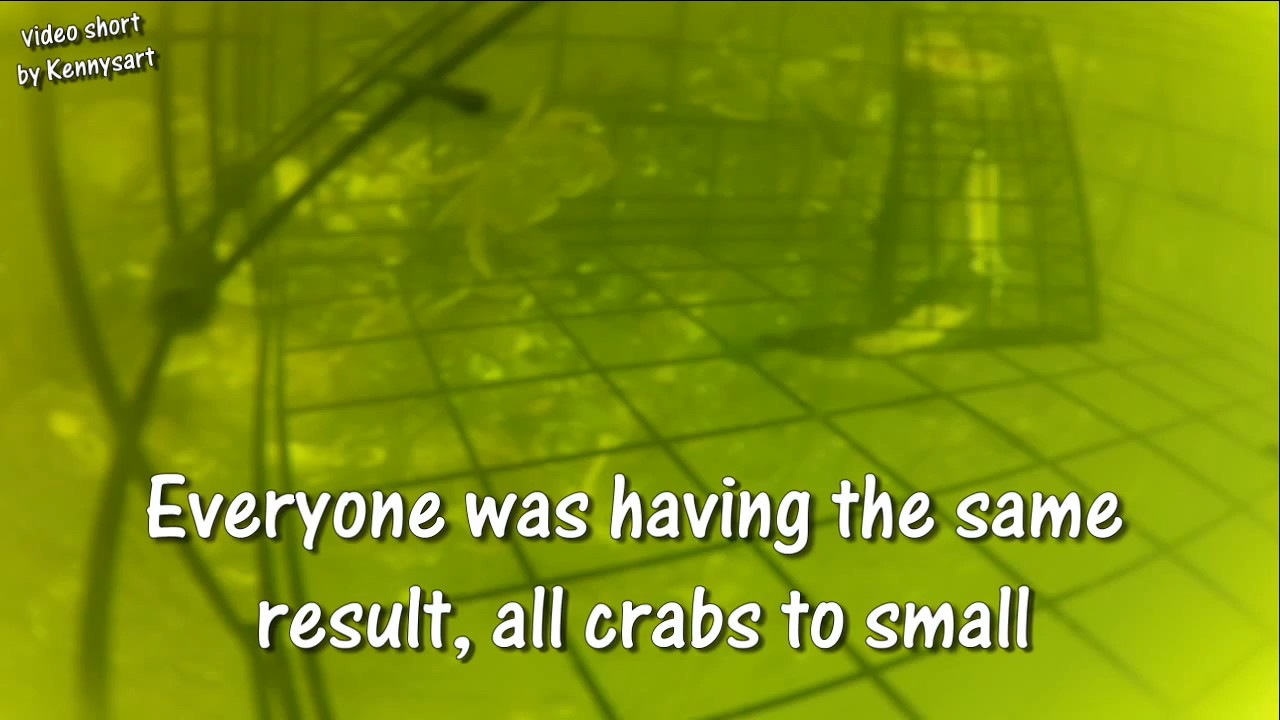 Video short
by Kennysart
Everyone was having the same
result, all crabs to small